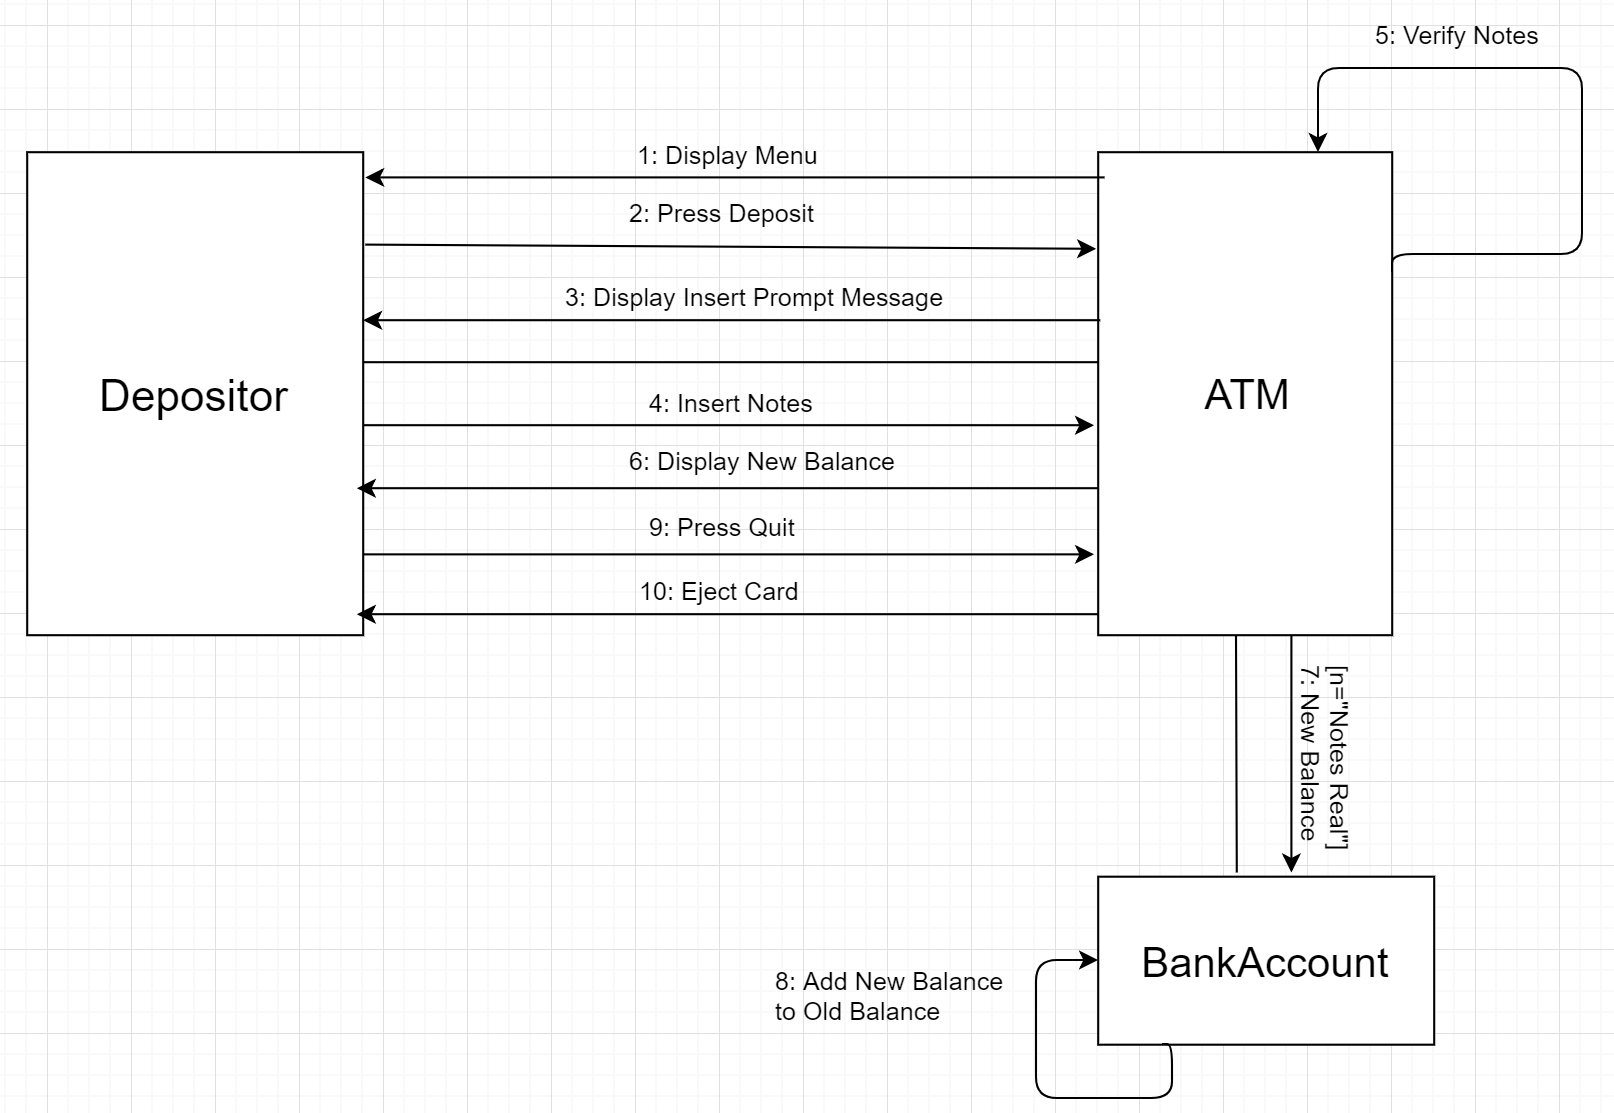 5: Verify Notes
1: Display Menu
2: Press Deposit
3: Display Insert Prompt Message
Depositor
ATM
4: Insert Notes
6: Display New Balance
9: Press Quit
10: Eject Card
[n="Notes Real"]
7: New Balance
BankAccount
8: Add New Balance
to Old Balance